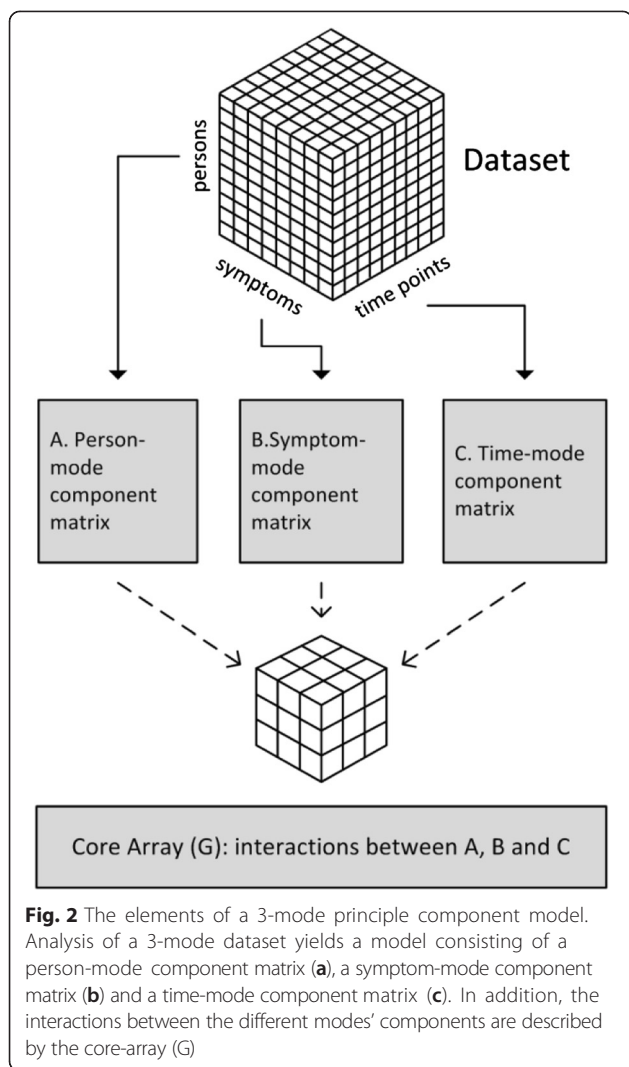 persons
Dataset
symptoms
time points
A. Person-
mode
component
matrix
B.Symptom-
mode
component
matrix
C. Time-mode
component
matrix
Core Array (G): interactions between A, B and C
Fig. 2 The elements of a 3-mode principle component model.
Analysis of a 3-mode dataset yields a model consisting of a
person-mode component matrix (a), a symptom-mode component
matrix (b) and a time-mode component matrix (c). In addition, the
interactions between the different modes' components are described
by the core-array (G)